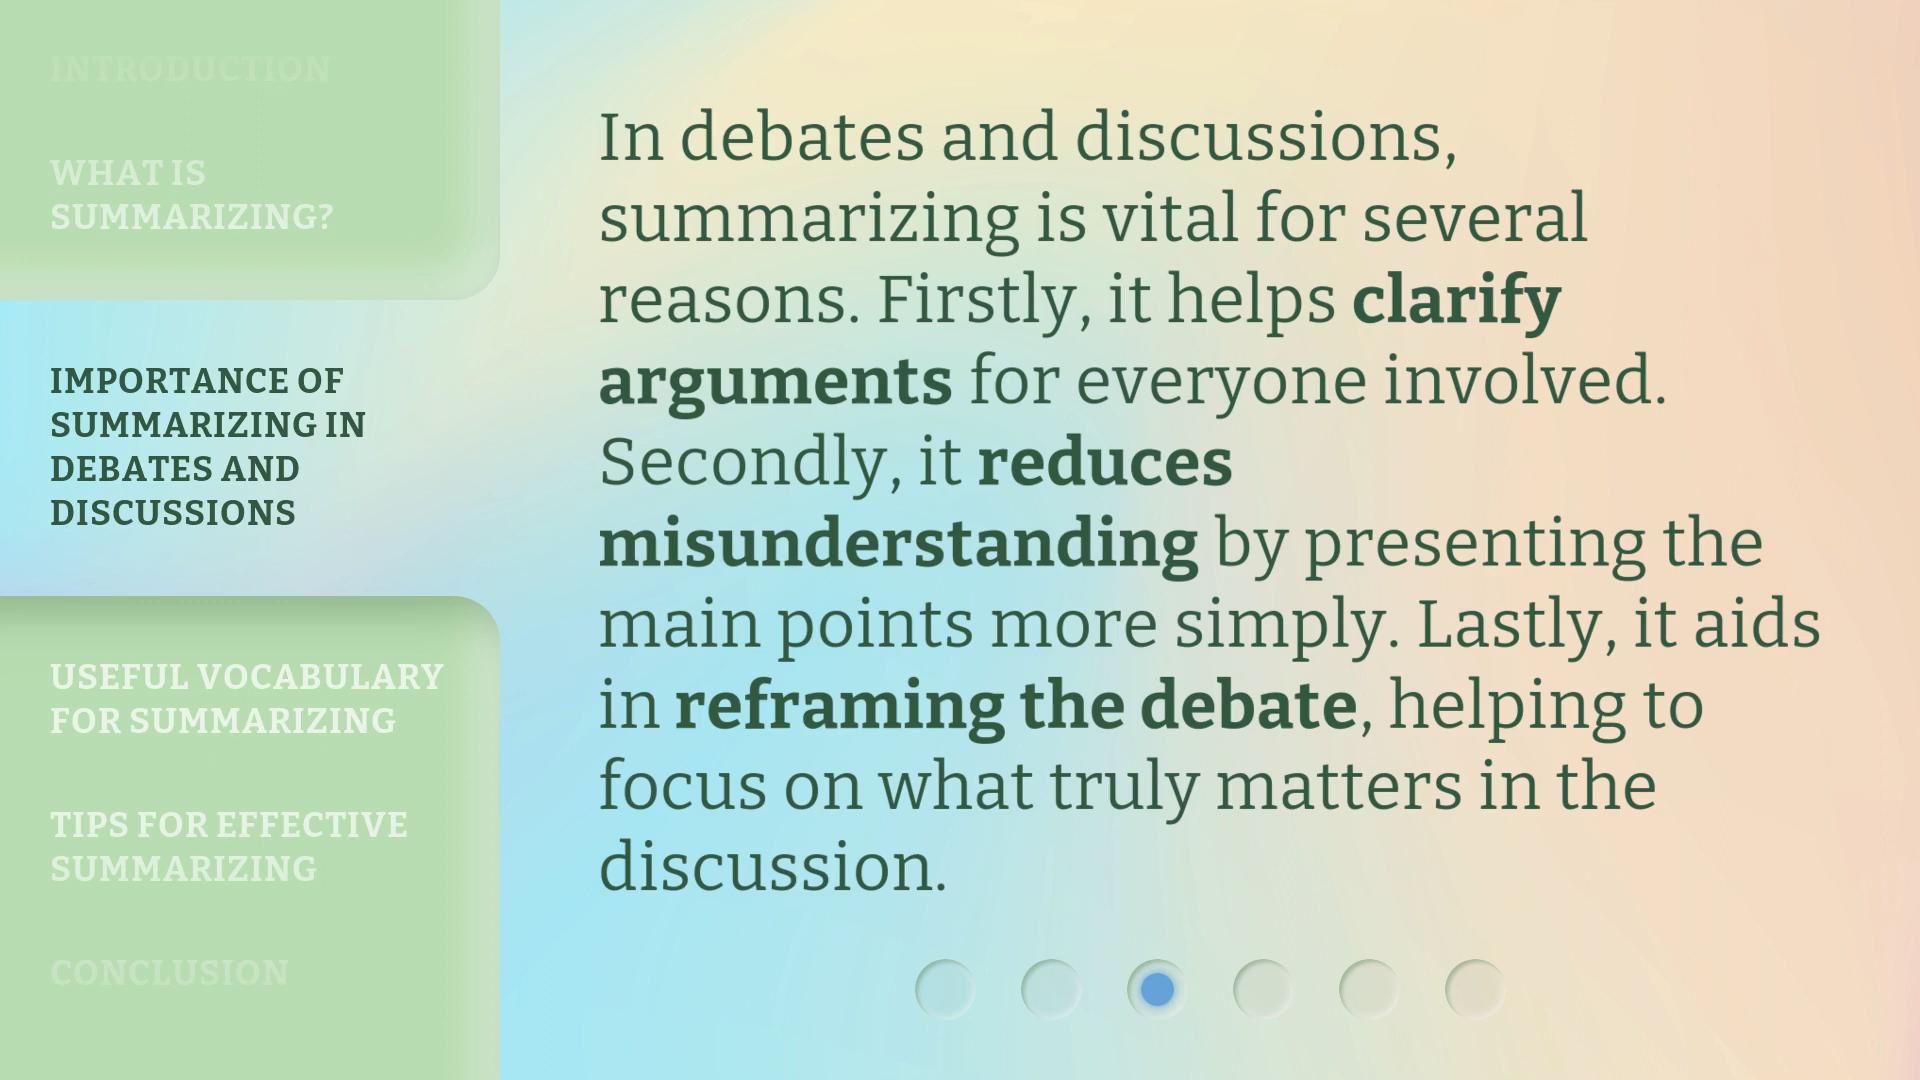 INTRODUCTION
WHAT IS
SUMMARIZING?
IMPORTANCE OF
SUMMARIZING IN
DEBATES AND
DISCUSSIONS
USEFUL VOCABULARY
FOR SUMMARIZING
TIPS FOR EFFECTIVE
SUMMARIZING
CONCLUSION
In debates and discussions,
summarizing is vital for several
reasons. Firstly, it helps clarify
arguments for everyone involved.
Secondly, it reduces
misunderstanding by presenting the
main points more simply. Lastly, it aids
in reframing the debate, helping to
focus on what truly matters in the
discussion.